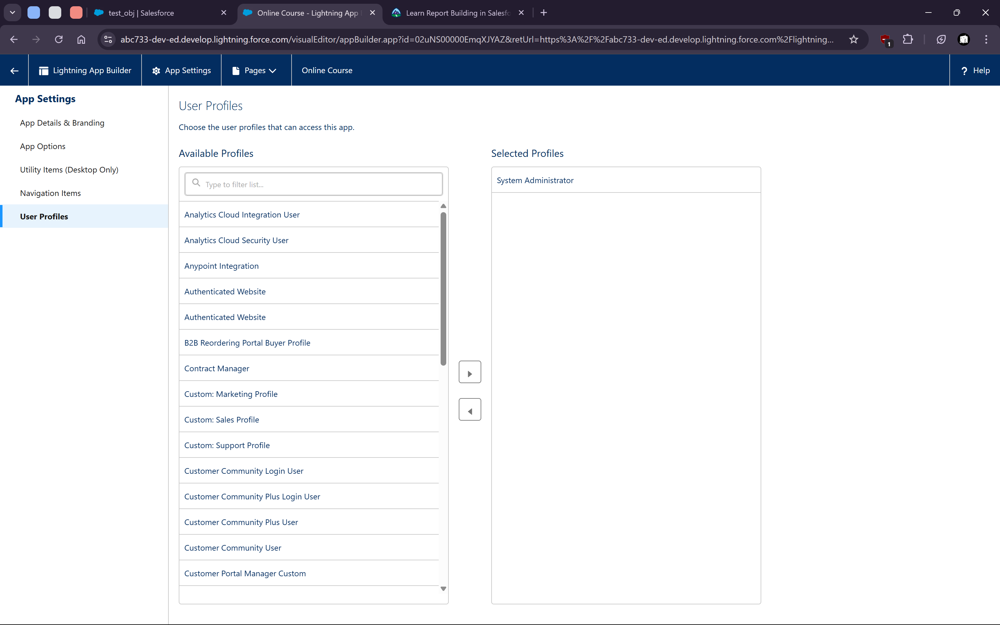 test_obj | Salesforce
Online Course - Lightning App
Learn Report Building in Salesfo
abc733-dev-ed.develop.lightning.force.com/visualEditor/appBuilder.app?id=02uNS00000EmqXJYAZ&retUrl=https%3A%2F%2Fabc733-dev-ed.develop.lightning.force.com%2Flightning...
1
Lightning App Builder
App Settings
Pages
Online Course
? Help
App Settings
App Details & Branding
App Options
Utility Items (Desktop Only)
Navigation Items
User Profiles
User Profiles
Choose the user profiles that can access this app.
Available Profiles
Type to filter list...
Analytics Cloud Integration User
Analytics Cloud Security User
Anypoint Integration
Authenticated Website
Authenticated Website
B2B Reordering Portal Buyer Profile
Contract Manager
Custom: Marketing Profile
Custom: Sales Profile
Custom: Support Profile
Customer Community Login User
Customer Community Plus Login User
Customer Community Plus User
Customer Community User
Customer Portal Manager Custom
Selected Profiles
System Administrator